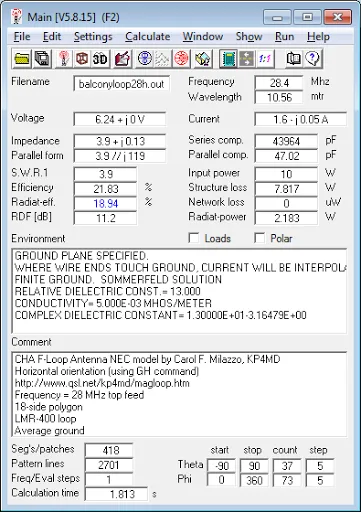 Main [V5.8.15] (F2)
File Edit Settings Calculate Window Show Run Help
3D 1:1 ?
Filename balconyloop28h.out Frequency 28.4 Mhz
Wavelength 10.56 mtr
Voltage 6.24 + j 0 V Current 1.6 - j 0.05 A
Impedance 3.9 + j 0.13 Series comp. 43964 pF
Parallel form 3.9 // j 119 Parallel comp. 47.02 pF
S.W.R.1 3.9 Input power 10 W
Efficiency 21.83 % Structure loss 7.817 W
Radiat-eff. 18.94 % Network loss 0 uW
RDF [dB] 11.2 Radiat-power 2.183 W
Environment Loads Polar
GROUND PLANE SPECIFIED.
WHERE WIRE ENDS TOUCH GROUND, CURRENT WILL BE INTERPOLA
FINITE GROUND. SOMMERFELD SOLUTION
RELATIVE DIELECTRIC CONST.= 13.000
CONDUCTIVITY= 5.000E-03 MHOS/METER
COMPLEX DIELECTRIC CONSTANT= 1.30000E+01-3.16479E+00
Comment
CHA F-Loop Antenna NEC model by Carol F. Milazzo, KP4MD
Horizontal orientation (using GH command)
http://www.qsl.net/kp4md/magloop.htm
Frequency = 28 MHz top feed
18-side polygon
LMR-400 loop
Average ground
Seg's/patches 418 start stop count step
Pattern lines 2701 Theta -90 90 37 5
Freq/Eval steps 1 Phi 0 360 73 5
Calculation time 1.813 s